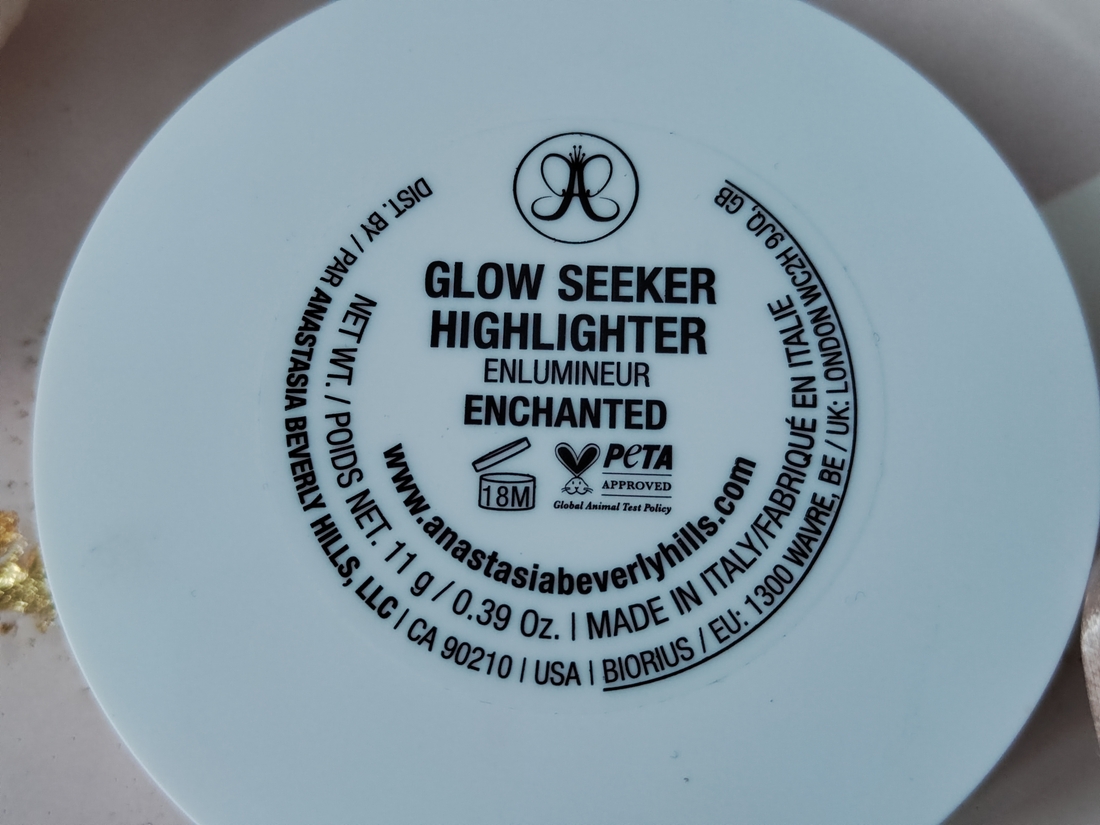 GLOW SEEKER
HIGHLIGHTER
ENLUMINEUR
ENCHANTED
18M
PeTA
APPROVED
Global Animal Test Policy
www.anastasiabeverlyhills.com
NET WT. / POIDS NET. 11 g / 0.39 Oz. | MADE IN ITALY/FABRIQUÉ EN ITALIE
DIST. BY / PAR ANASTASIA BEVERLY HILLS, LLC | CA 90210 | USA | BIORIUS / EU: 1300 WAVRE, BE / UK: LONDON WC2H 9JQ, GB